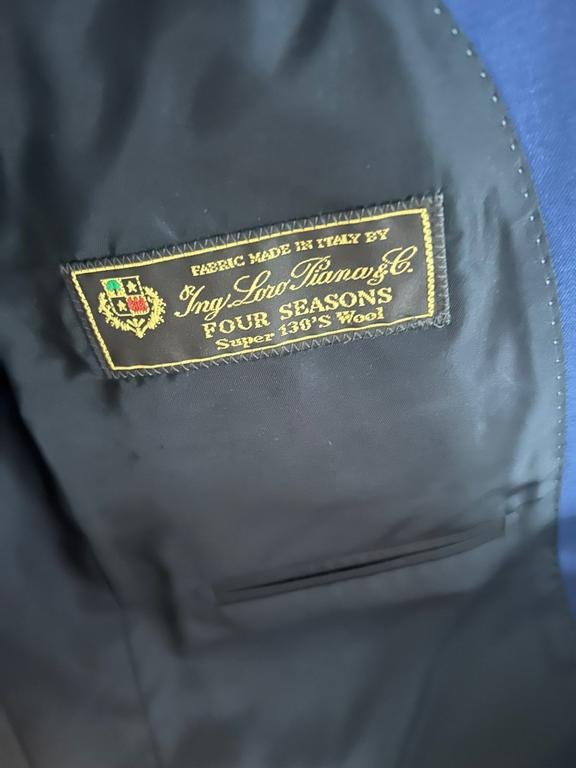 FABRIC MADE IN ITALY BY
Ing. Loro Piana & C.
FOUR SEASONS
Super 130'S Wool